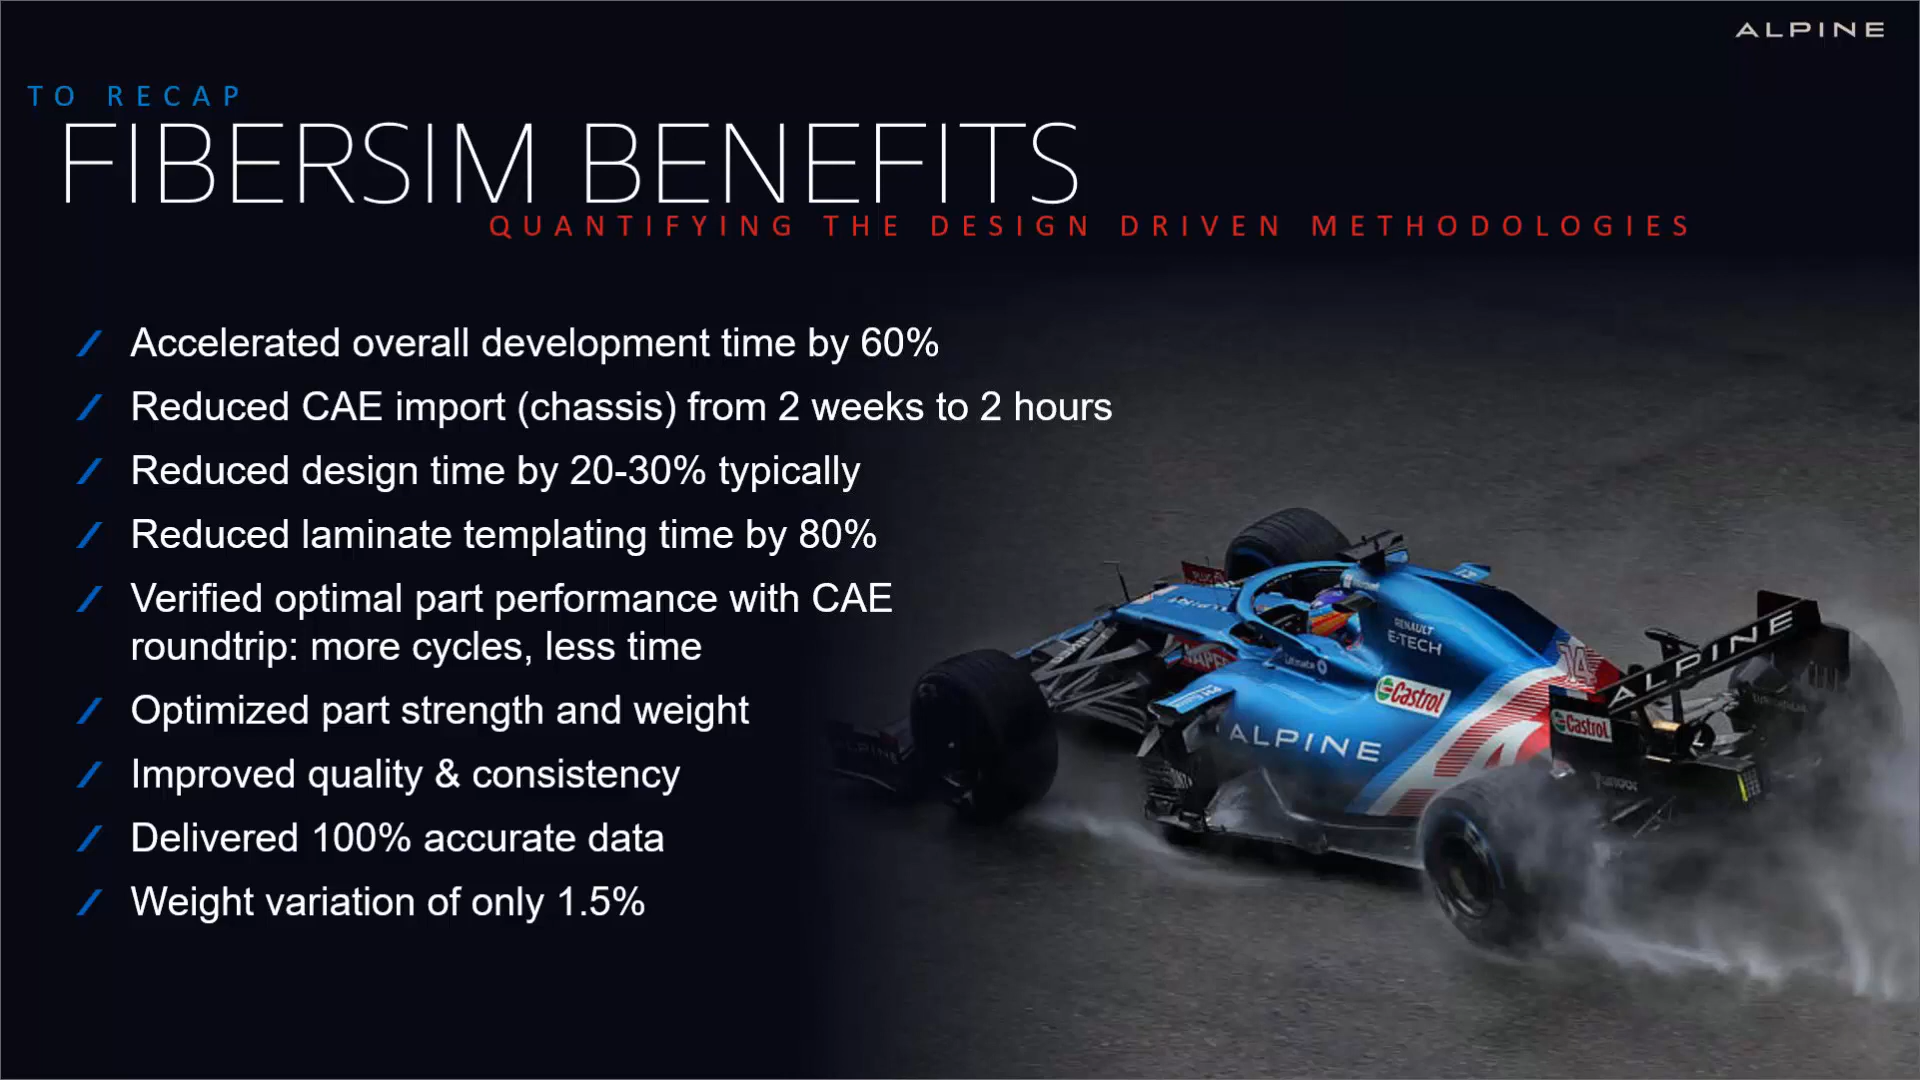 ALPINE
TO RECAP
FIBERSIM BENEFITS
QUANTIFYING THE DESIGN DRIVEN METHODOLOGIES
Accelerated overall development time by 60%
Reduced CAE import (chassis) from 2 weeks to 2 hours
Reduced design time by 20-30% typically
Reduced laminate templating time by 80%
Verified optimal part performance with CAE
roundtrip: more cycles, less time
Optimized part strength and weight
Improved quality & consistency
Delivered 100% accurate data
Weight variation of only 1.5%
RENAULT
E-TECH
14
Castrol
ALPINE
ALPINE
Castrol